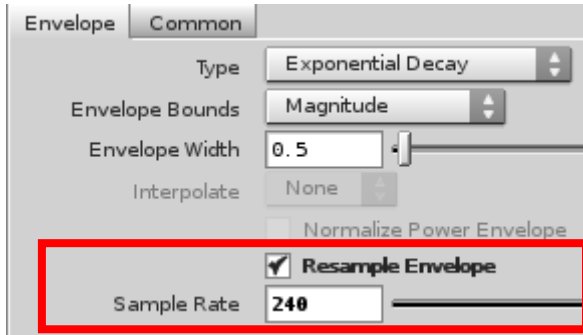 Envelope Common
Type Exponential Decay
Envelope Bounds Magnitude
Envelope Width 0.5
Interpolate None
Normalize Power Envelope
Resample Envelope
Sample Rate 240